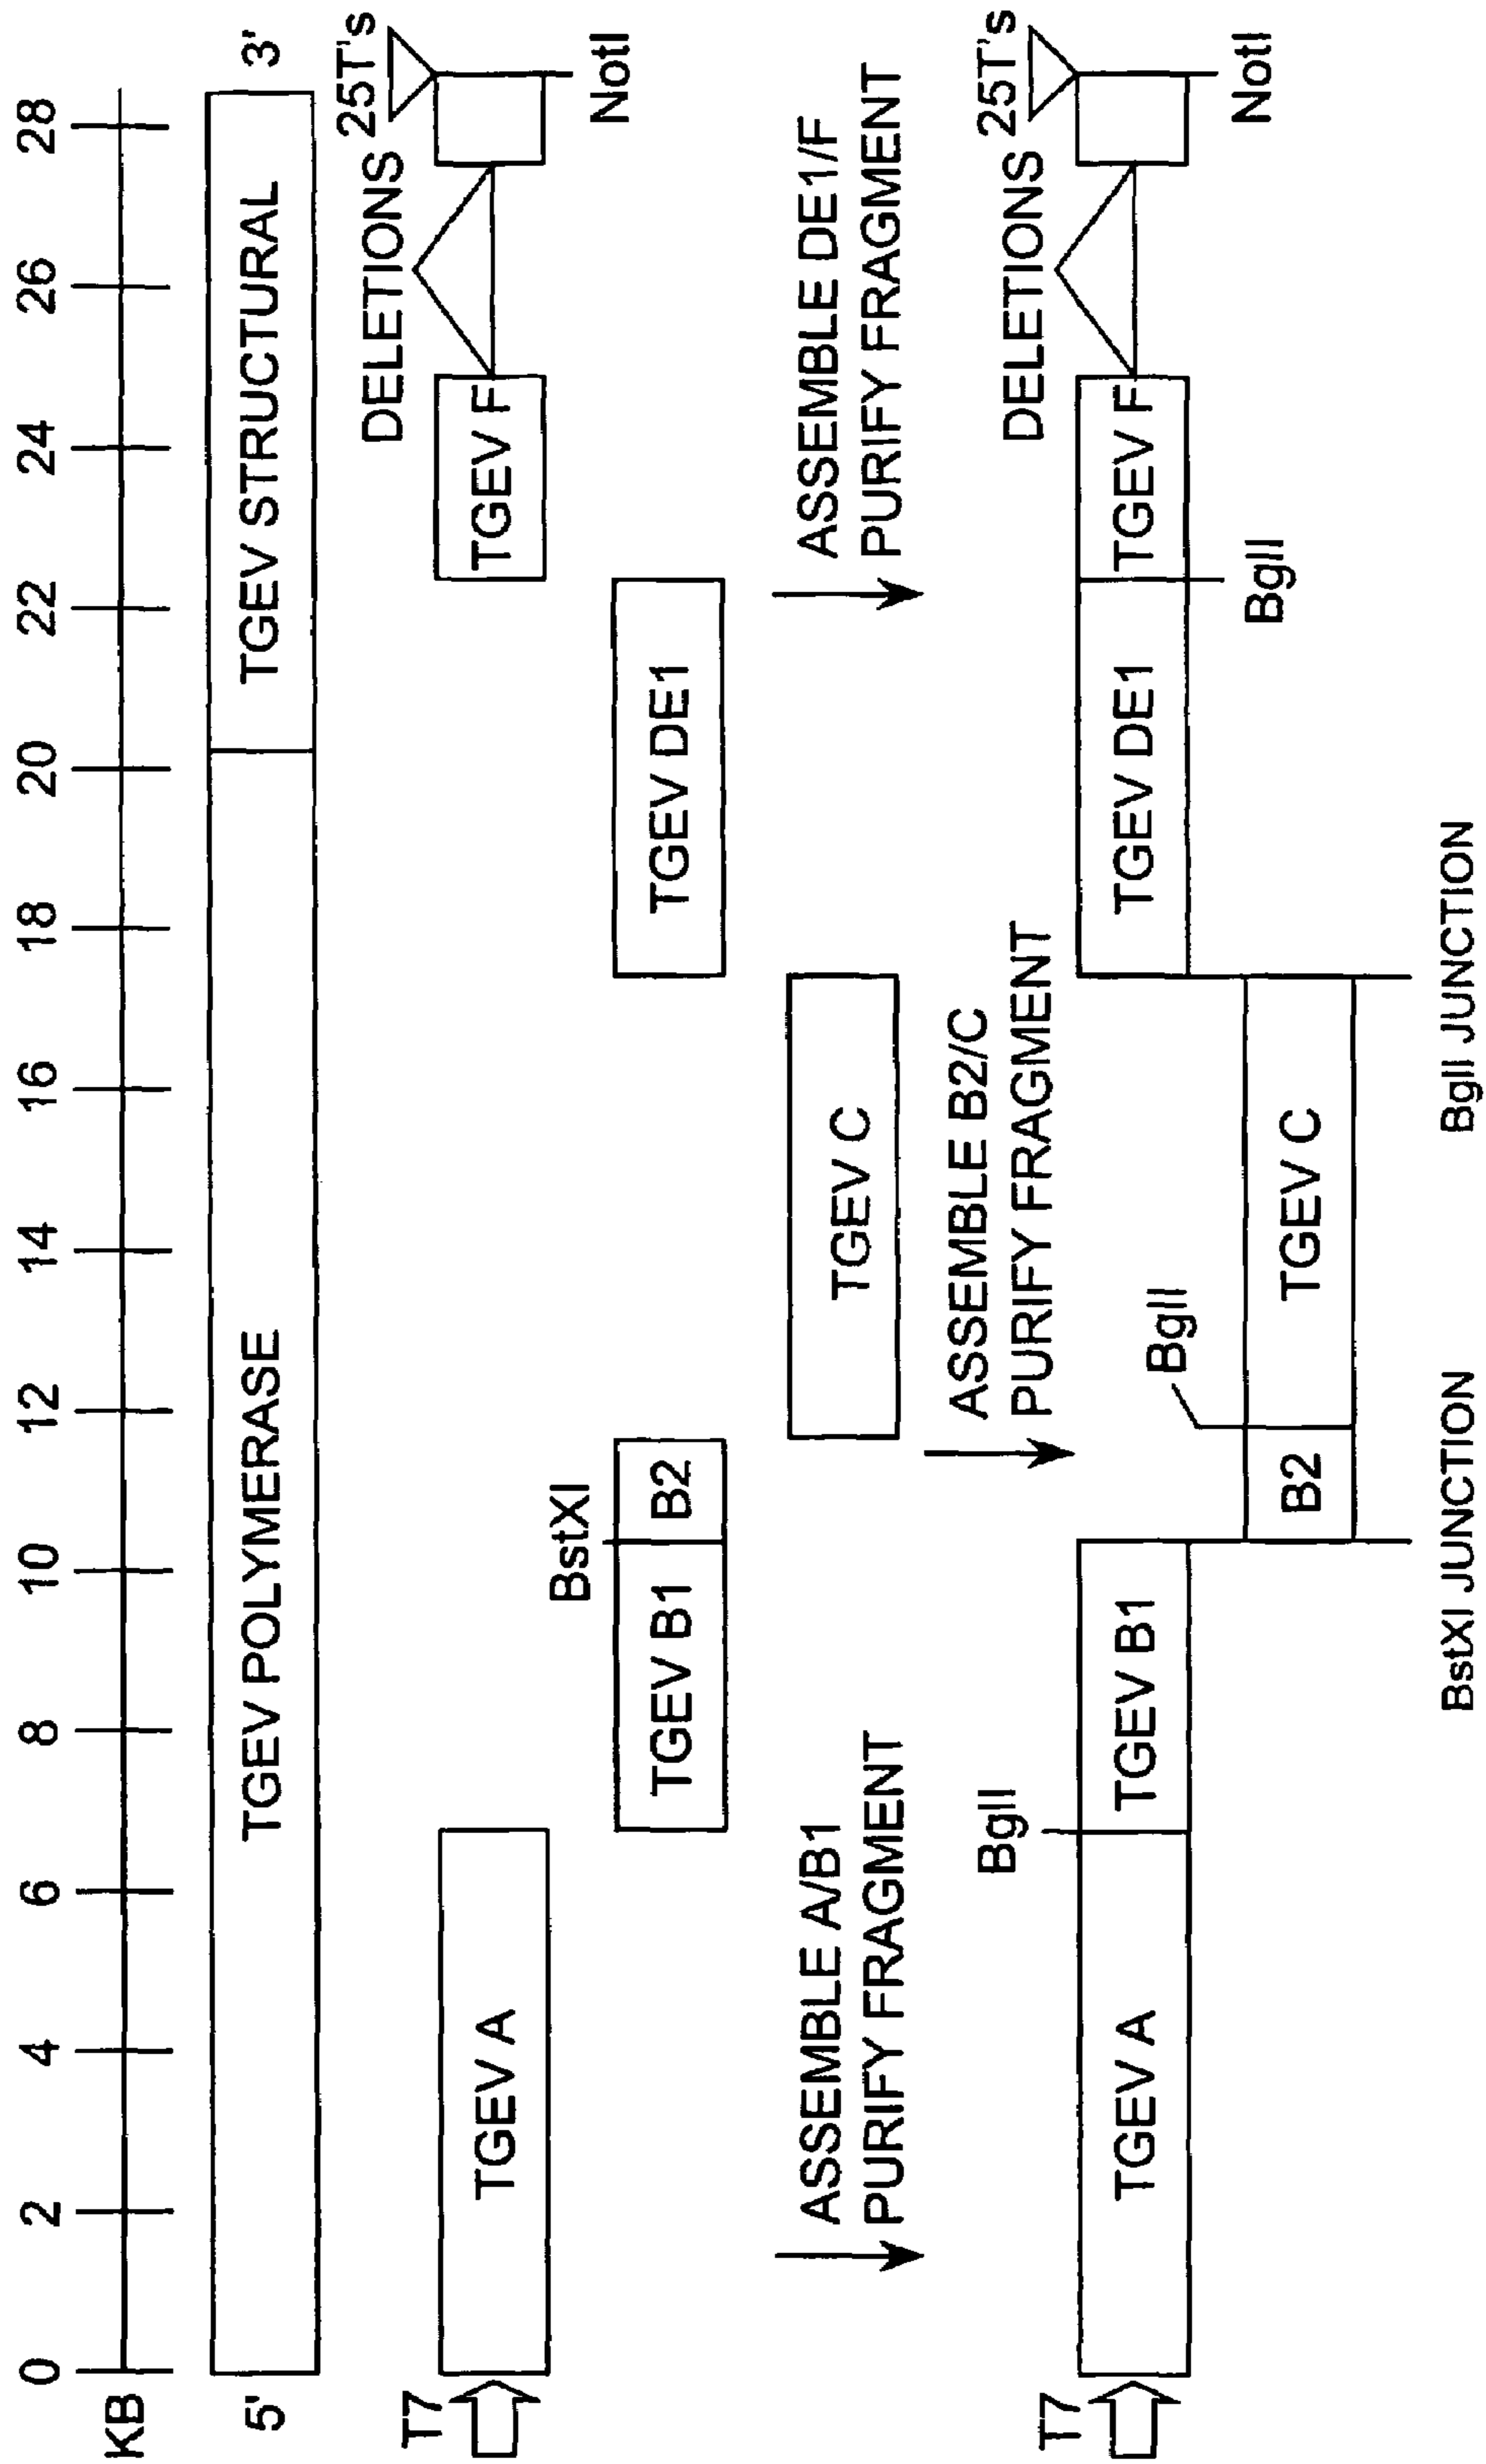 KB 0 2 4 6 8 10 12 14 16 18 20 22 24 26 28
5' TGEV POLYMERASE TGEV STRUCTURAL 3'
DELETIONS 25T's
T7 TGEV A TGEV F
NotI
BstXI
TGEV B1 B2 TGEV DE1
TGEV C
ASSEMBLE A/B1
PURIFY FRAGMENT
ASSEMBLE DE1/F
PURIFY FRAGMENT
ASSEMBLE B2/C
PURIFY FRAGMENT
BglI DELETIONS 25T's
T7 TGEV A TGEV B1 TGEV DE1 TGEV F
BglI BglI NotI
B2 TGEV C
BstXI JUNCTION BglI JUNCTION